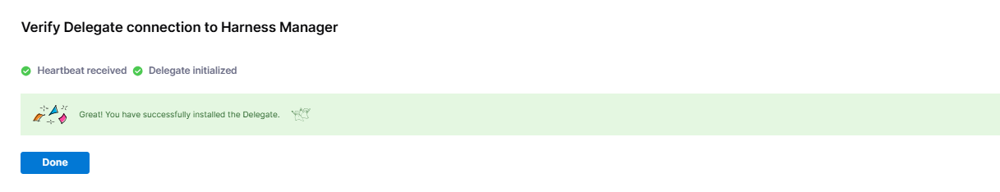 Verify Delegate connection to Harness Manager
Heartbeat received Delegate initialized
Great! You have successfully installed the Delegate.
Done